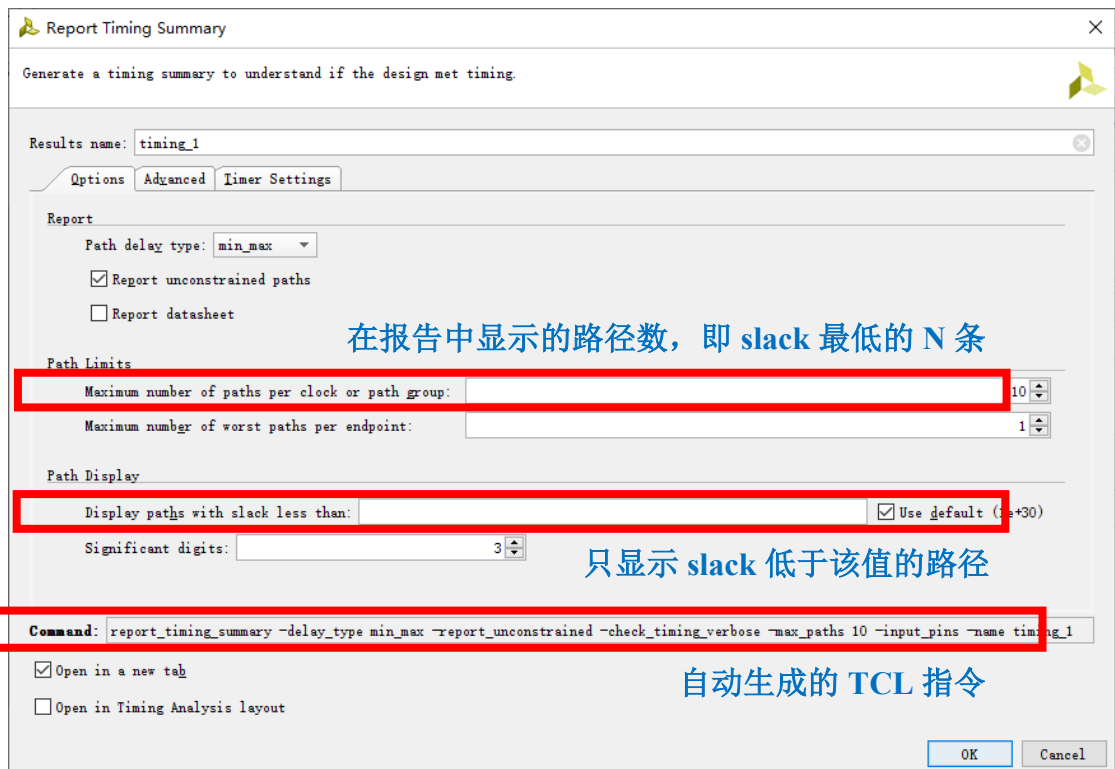 Report Timing Summary
Generate a timing summary to understand if the design met timing.
Results name: timing_1
Options Advanced Timer Settings
Report
Path delay type: min_max
Report unconstrained paths
Report datasheet
在报告中显示的路径数，即 slack 最低的 N 条
Path Limits
Maximum number of paths per clock or path group: 10
Maximum number of worst paths per endpoint: 1
Path Display
Display paths with slack less than: Use default (1e+30)
Significant digits: 3
只显示 slack 低于该值的路径
Command: report_timing_summary -delay_type min_max -report_unconstrained -check_timing_verbose -max_paths 10 -input_pins -name timing_1
Open in a new tab
自动生成的 TCL 指令
Open in Timing Analysis layout
OK Cancel